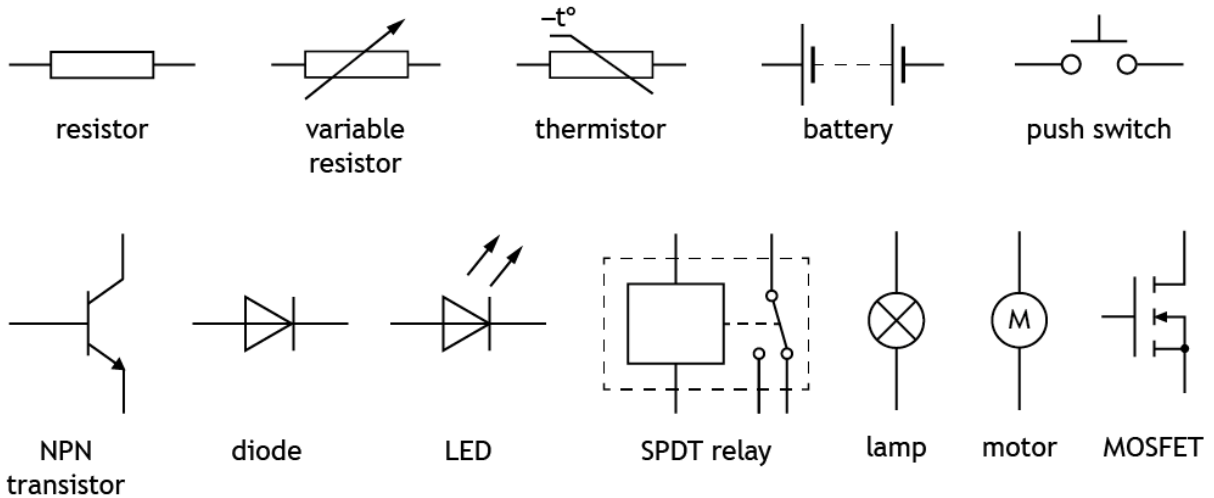 –t°
resistor
variable
resistor
thermistor
battery
push switch
M
NPN
transistor
diode
LED
SPDT relay
lamp
motor
MOSFET